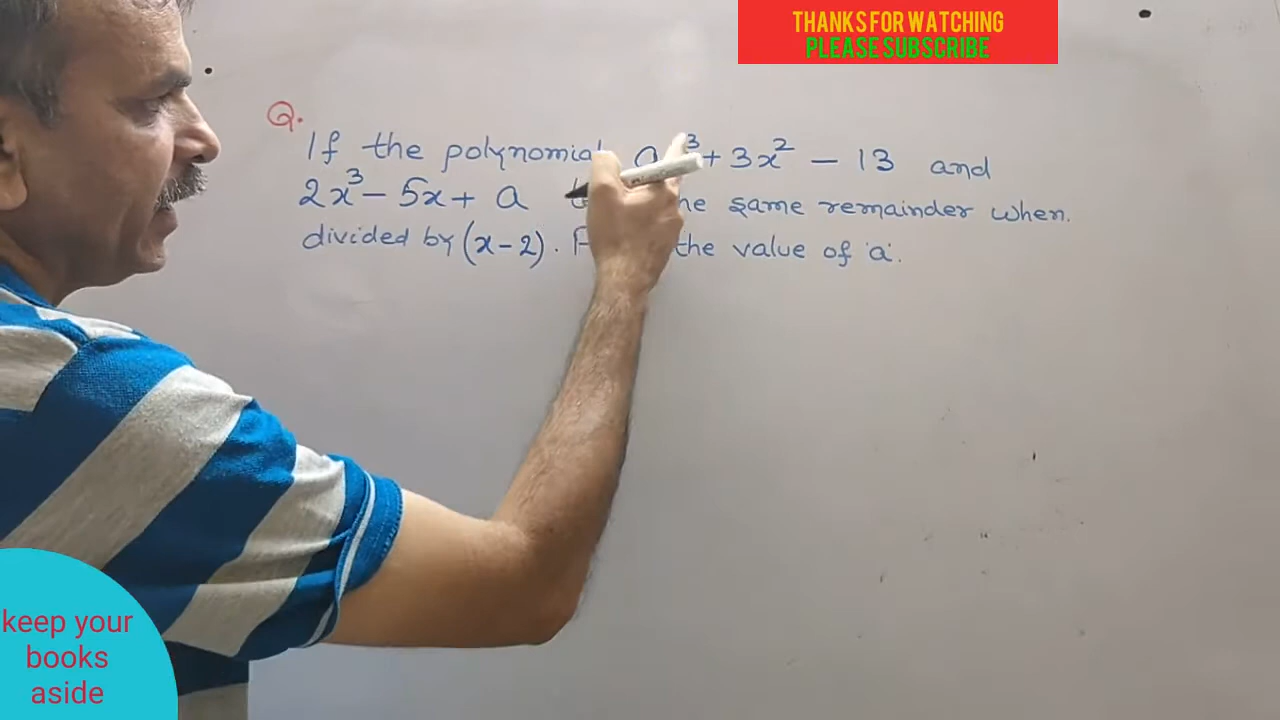 THANKS FOR WATCHING
PLEASE SUBSCRIBE
Q.
If the polynomial a ³ + 3x² – 13 and
2x³ – 5x + a same remainder when.
divided by (x – 2). the value of 'a'.
keep your
books
aside